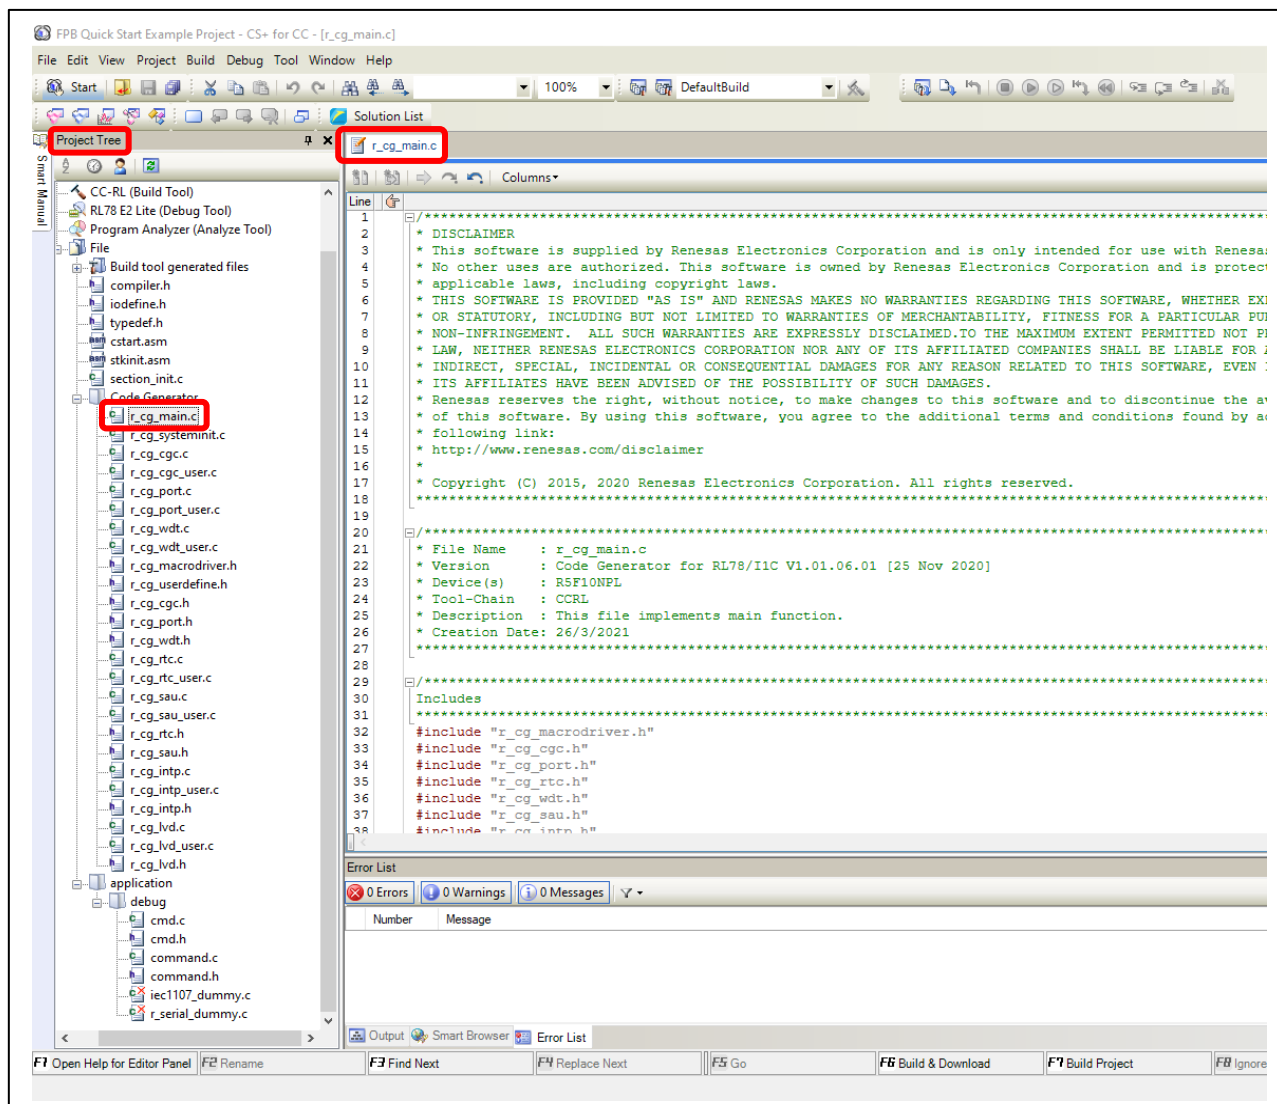 FPB Quick Start Example Project - CS+ for CC - [r_cg_main.c]
File Edit View Project Build Debug Tool Window Help
Start 100% DefaultBuild
Solution List
Project Tree
r_cg_main.c
Smart Manual
Columns
CC-RL (Build Tool)
RL78 E2 Lite (Debug Tool)
Program Analyzer (Analyze Tool)
File
Build tool generated files
compiler.h
iodefine.h
typedef.h
cstart.asm
stkinit.asm
section_init.c
Code Generator
r_cg_main.c
r_cg_systeminit.c
r_cg_cgc.c
r_cg_cgc_user.c
r_cg_port.c
r_cg_port_user.c
r_cg_wdt.c
r_cg_wdt_user.c
r_cg_macrodriver.h
r_cg_userdefine.h
r_cg_cgc.h
r_cg_port.h
r_cg_wdt.h
r_cg_rtc.c
r_cg_rtc_user.c
r_cg_sau.c
r_cg_sau_user.c
r_cg_rtc.h
r_cg_sau.h
r_cg_intp.c
r_cg_intp_user.c
r_cg_intp.h
r_cg_lvd.c
r_cg_lvd_user.c
r_cg_lvd.h
application
debug
cmd.c
cmd.h
command.c
command.h
iec1107_dummy.c
r_serial_dummy.c
Line
1 /****************************************************************************************************
2 * DISCLAIMER
3 * This software is supplied by Renesas Electronics Corporation and is only intended for use with Renesas
4 * No other uses are authorized. This software is owned by Renesas Electronics Corporation and is protec
5 * applicable laws, including copyright laws.
6 * THIS SOFTWARE IS PROVIDED "AS IS" AND RENESAS MAKES NO WARRANTIES REGARDING THIS SOFTWARE, WHETHER EX
7 * OR STATUTORY, INCLUDING BUT NOT LIMITED TO WARRANTIES OF MERCHANTABILITY, FITNESS FOR A PARTICULAR PU
8 * NON-INFRINGEMENT. ALL SUCH WARRANTIES ARE EXPRESSLY DISCLAIMED.TO THE MAXIMUM EXTENT PERMITTED NOT P
9 * LAW, NEITHER RENESAS ELECTRONICS CORPORATION NOR ANY OF ITS AFFILIATED COMPANIES SHALL BE LIABLE FOR
10 * INDIRECT, SPECIAL, INCIDENTAL OR CONSEQUENTIAL DAMAGES FOR ANY REASON RELATED TO THIS SOFTWARE, EVEN
11 * ITS AFFILIATES HAVE BEEN ADVISED OF THE POSSIBILITY OF SUCH DAMAGES.
12 * Renesas reserves the right, without notice, to make changes to this software and to discontinue the av
13 * of this software. By using this software, you agree to the additional terms and conditions found by ac
14 * following link:
15 * http://www.renesas.com/disclaimer
16 *
17 * Copyright (C) 2015, 2020 Renesas Electronics Corporation. All rights reserved.
18 ****************************************************************************************************
19
20 /****************************************************************************************************
21 * File Name : r_cg_main.c
22 * Version : Code Generator for RL78/I1C V1.01.06.01 [25 Nov 2020]
23 * Device(s) : R5F10NPL
24 * Tool-Chain : CCRL
25 * Description : This file implements main function.
26 * Creation Date: 26/3/2021
27 ****************************************************************************************************
28
29 /****************************************************************************************************
30 Includes
31 ****************************************************************************************************
32 #include "r_cg_macrodriver.h"
33 #include "r_cg_cgc.h"
34 #include "r_cg_port.h"
35 #include "r_cg_rtc.h"
36 #include "r_cg_wdt.h"
37 #include "r_cg_sau.h"
38 #include "r_cg_intp.h"
Error List
0 Errors 0 Warnings 0 Messages
Number Message
Output Smart Browser Error List
F1 Open Help for Editor Panel F2 Rename F3 Find Next F4 Replace Next F5 Go F6 Build & Download F7 Build Project F8 Ignore